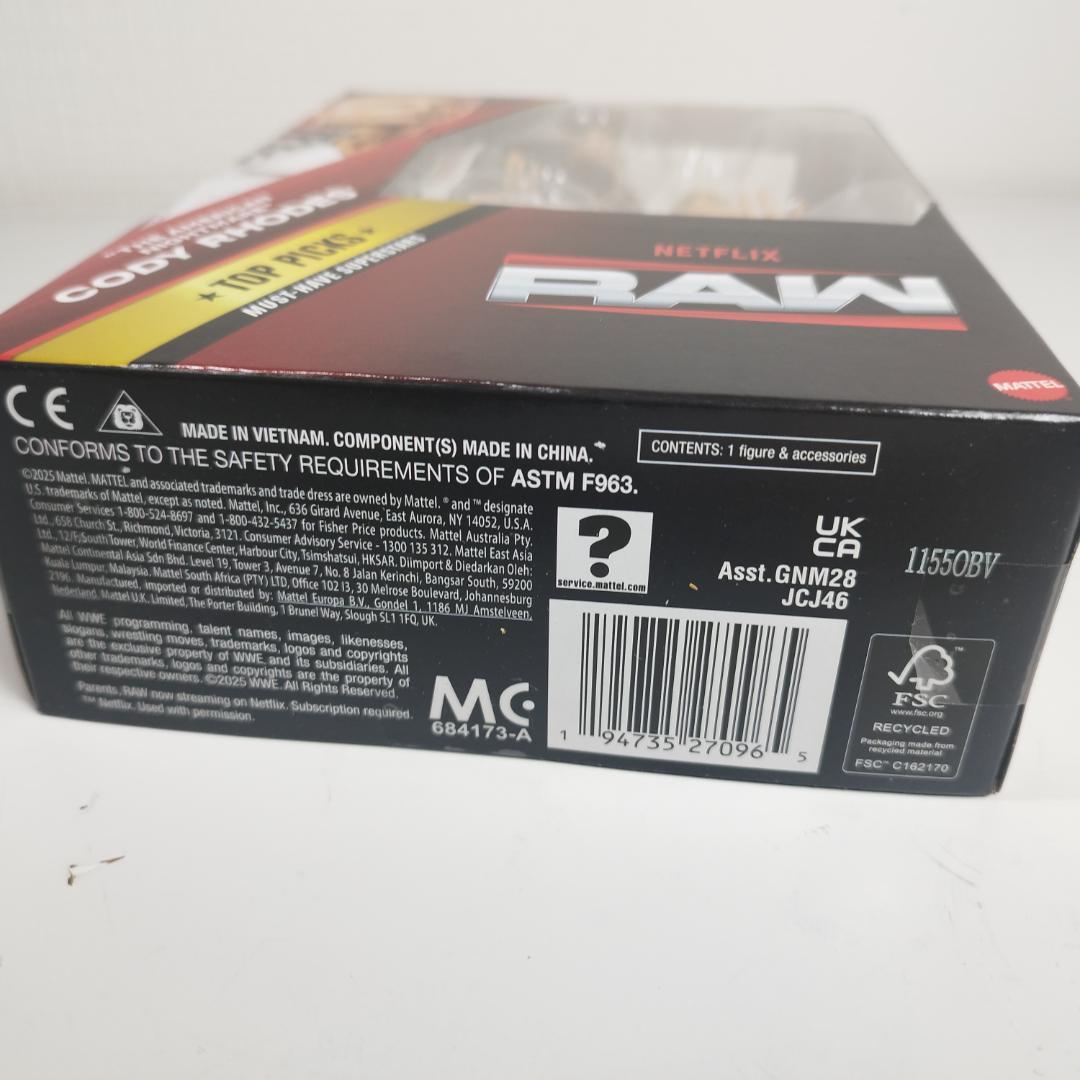 "THE AMERICAN
NIGHTMARE"
CODY RHODES
★ TOP PICKS ★
MUST-HAVE SUPERSTARS
NETFLIX
RAW
MATTEL
CE
MADE IN VIETNAM. COMPONENT(S) MADE IN CHINA.
CONFORMS TO THE SAFETY REQUIREMENTS OF ASTM F963.
CONTENTS: 1 figure & accessories
©2025 Mattel. MATTEL and associated trademarks and trade dress are owned by Mattel. ® and ™ designate
U.S. trademarks of Mattel, except as noted. Mattel, Inc., 636 Girard Avenue, East Aurora, NY 14052, U.S.A.
Consumer Services 1-800-524-8697 and 1-800-432-5437 for Fisher Price products. Mattel Australia Pty.
Ltd., 658 Church St., Richmond, Victoria, 3121. Consumer Advisory Service - 1300 135 312. Mattel East Asia
Ltd., 12/F, South Tower, World Finance Center, Harbour City, Tsimshatsui, HKSAR. Diimport & Diedarkan Oleh:
Mattel Continental Asia Sdn Bhd. Level 19, Tower 3, Avenue 7, No. 8 Jalan Kerinchi, Bangsar South, 59200
Kuala Lumpur, Malaysia. Mattel South Africa (PTY) LTD, Office 102 I3, 30 Melrose Boulevard, Johannesburg
2196. Manufactured, imported or distributed by: Mattel Europa B.V., Gondel 1, 1186 MJ Amstelveen,
Nederland. Mattel U.K. Limited, The Porter Building, 1 Brunel Way, Slough SL1 1FQ, UK.
All WWE programming, talent names, images, likenesses,
slogans, wrestling moves, trademarks, logos and copyrights
are the exclusive property of WWE and its subsidiaries. All
other trademarks, logos and copyrights are the property of
their respective owners. ©2025 WWE. All Rights Reserved.
Parents, RAW now streaming on Netflix. Subscription required.
™ Netflix. Used with permission.
MC
684173-A
?
service.mattel.com
UK
CA
Asst.GNM28
JCJ46
1 94735 27096 5
1155OBV
FSC™
www.fsc.org
RECYCLED
Packaging made from
recycled material
FSC™ C162170